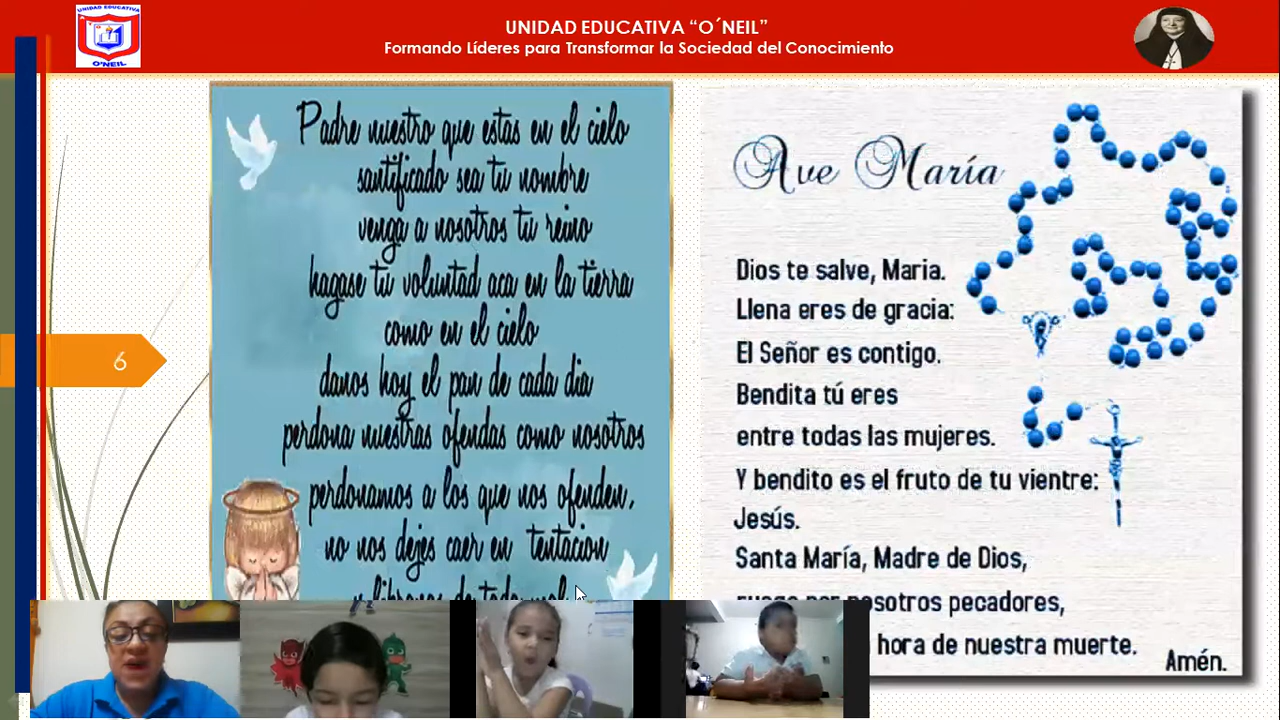 UNIDAD EDUCATIVA “O´NEIL”
Formando Líderes para Transformar la Sociedad del Conocimiento
UNIDAD EDUCATIVA
O'NEIL
6
Padre nuestro que estas en el cielo
santificado sea tu nombre
venga a nosotros tu reino
hagase tu voluntad aca en la tierra
como en el cielo
danos hoy el pan de cada dia
perdona nuestras ofendas como nosotros
perdonamos a los que nos ofenden,
no nos dejes caer en tentacion
Ave María
Dios te salve, Maria.
Llena eres de gracia:
El Señor es contigo.
Bendita tú eres
entre todas las mujeres.
Y bendito es el fruto de tu vientre:
Jesús.
Santa María, Madre de Dios,
ruega por nosotros pecadores,
hora de nuestra muerte.
Amén.